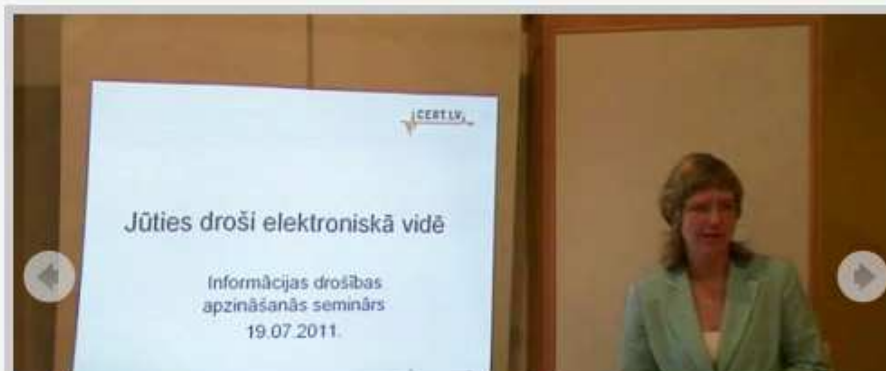 CERT.LV
Jūties droši elektroniskā vidē
Informācijas drošības
apzināšanās seminārs
19.07.2011.